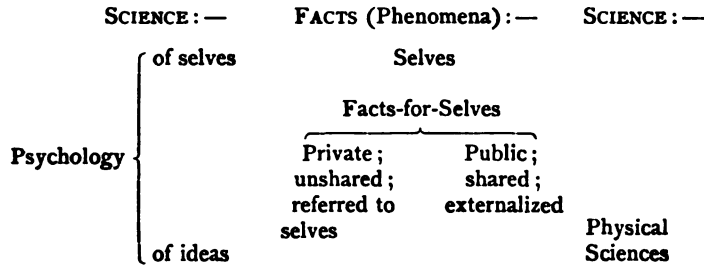 SCIENCE:— FACTS (Phenomena):— SCIENCE:—
of selves Selves
Facts-for-Selves
Psychology Private; Public;
unshared; shared;
referred to externalized
selves Physical
of ideas Sciences